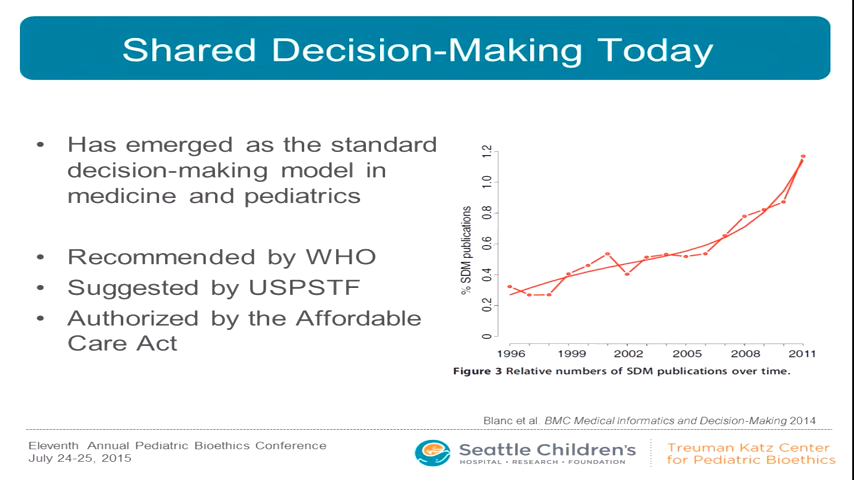 Shared Decision-Making Today
• Has emerged as the standard
decision-making model in
medicine and pediatrics
• Recommended by WHO
• Suggested by USPSTF
• Authorized by the Affordable
Care Act
% SDM publications
1.2
1.0
0.8
0.6
0.4
0.2
0
1996 1999 2002 2005 2008 2011
Figure 3 Relative numbers of SDM publications over time.
Blanc et al. BMC Medical Informatics and Decision-Making 2014
Eleventh Annual Pediatric Bioethics Conference
July 24-25, 2015
Seattle Children's
HOSPITAL • RESEARCH • FOUNDATION
Treuman Katz Center
for Pediatric Bioethics